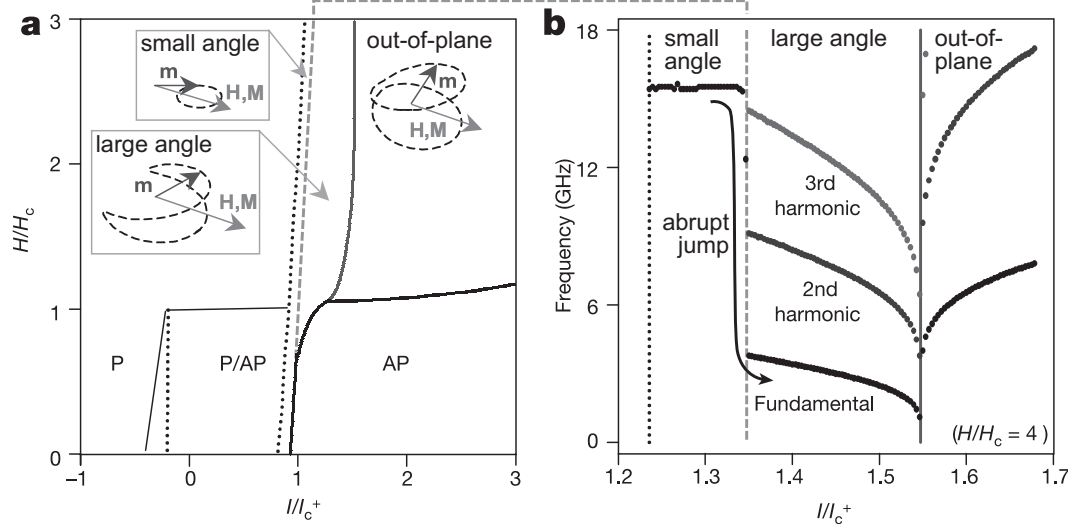 a
3
2
1
0
H/Hc
−1
0
1
2
3
I/Ic+
small angle
m
H,M
large angle
m
H,M
out-of-plane
m
H,M
P
P/AP
AP
b
18
12
6
0
Frequency (GHz)
1.2
1.3
1.4
1.5
1.6
1.7
I/Ic+
small
angle
large angle
out-of-
plane
abrupt
jump
3rd
harmonic
2nd
harmonic
Fundamental
(H/Hc = 4 )